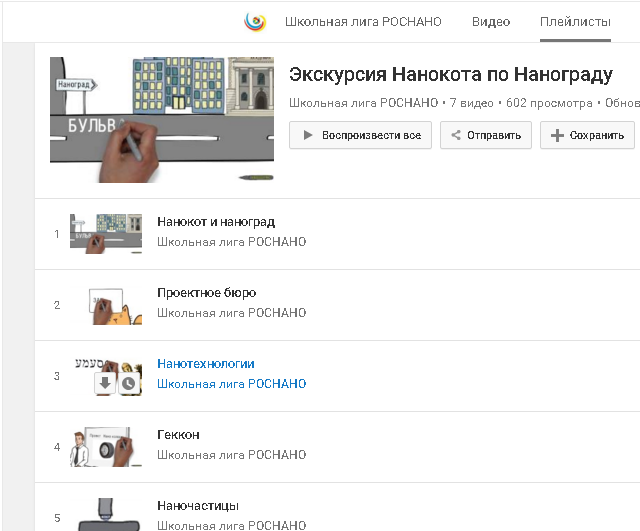 Школьная лига РОСНАНО Видео Плейлисты
Наноград
БУЛЬВ
Экскурсия Нанокота по Нанограду
Школьная лига РОСНАНО • 7 видео • 602 просмотра • Обнов
Воспроизвести все Отправить Сохранить
1 Нанокот и наноград
Школьная лига РОСНАНО
2 Проектное бюро
Школьная лига РОСНАНО
3 Нанотехнологии
Школьная лига РОСНАНО
4 Геккон
Школьная лига РОСНАНО
5 Наночастицы
Школьная лига РОСНАНО